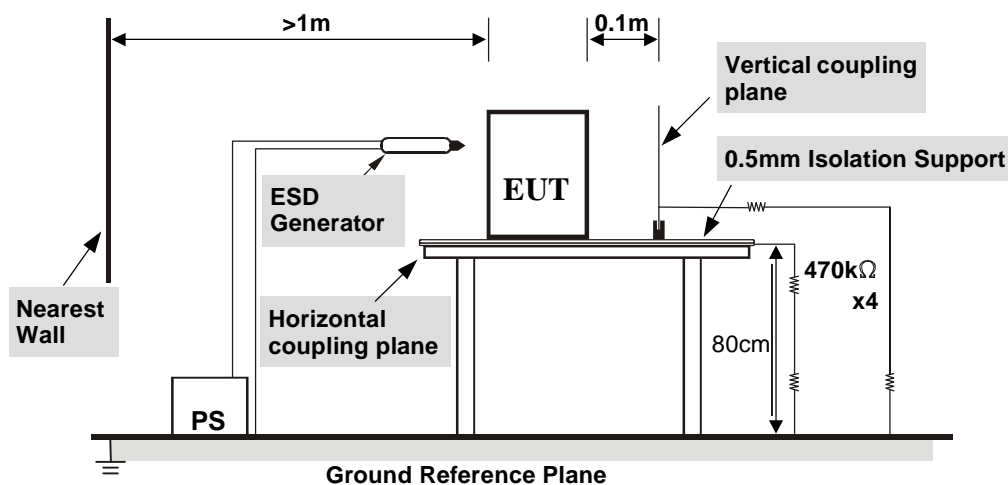 >1m
0.1m
Vertical coupling
plane
0.5mm Isolation Support
ESD
Generator
EUT
Nearest
Wall
Horizontal
coupling plane
470kΩ
x4
80cm
PS
Ground Reference Plane